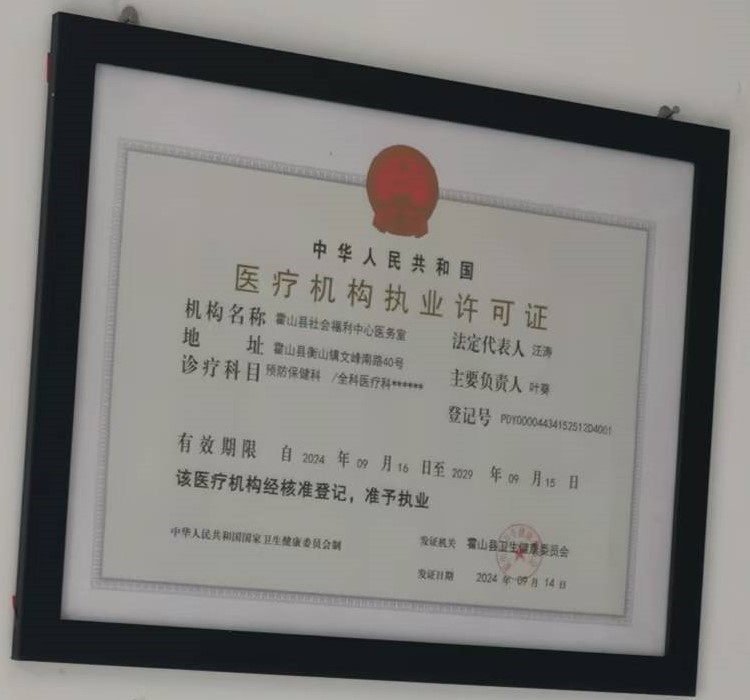 中华人民共和国
医疗机构执业许可证
机构名称 霍山县社会福利中心医务室
法定代表人 汪涛
地址 霍山县衡山镇文峰南路40号
主要负责人 叶葵
诊疗科目 预防保健科 /全科医疗科******
登记号 PDY00004434152512D4001
有效期限 自 2024 年 09 月 16 日至 2029 年 09 月 15 日
该医疗机构经核准登记，准予执业
中华人民共和国国家卫生健康委员会制
发证机关 霍山县卫生健康委员会
发证日期 2024 年 09 月 14 日